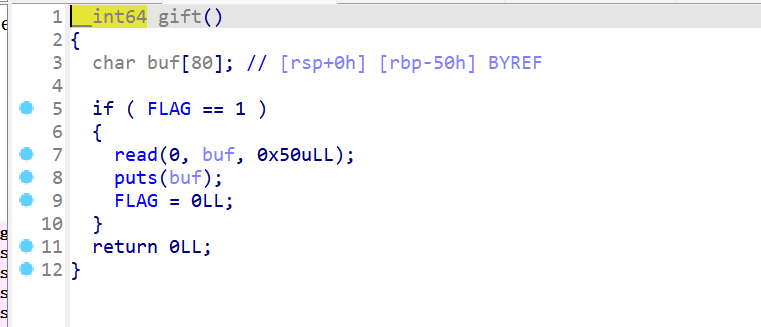 1 __int64 gift()
2 {
3 char buf[80]; // [rsp+0h] [rbp-50h] BYREF
4
5 if ( FLAG == 1 )
6 {
7 read(0, buf, 0x50uLL);
8 puts(buf);
9 FLAG = 0LL;
10 }
11 return 0LL;
12 }